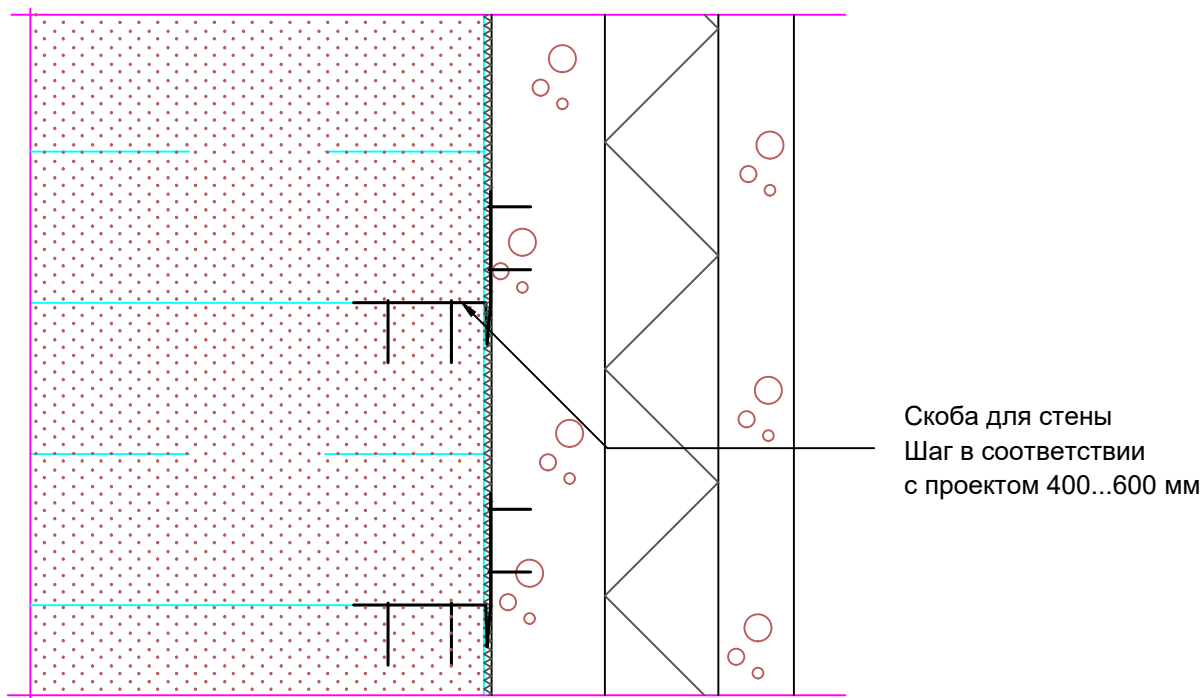 Скоба для стены
Шаг в соответствии
с проектом 400...600 мм